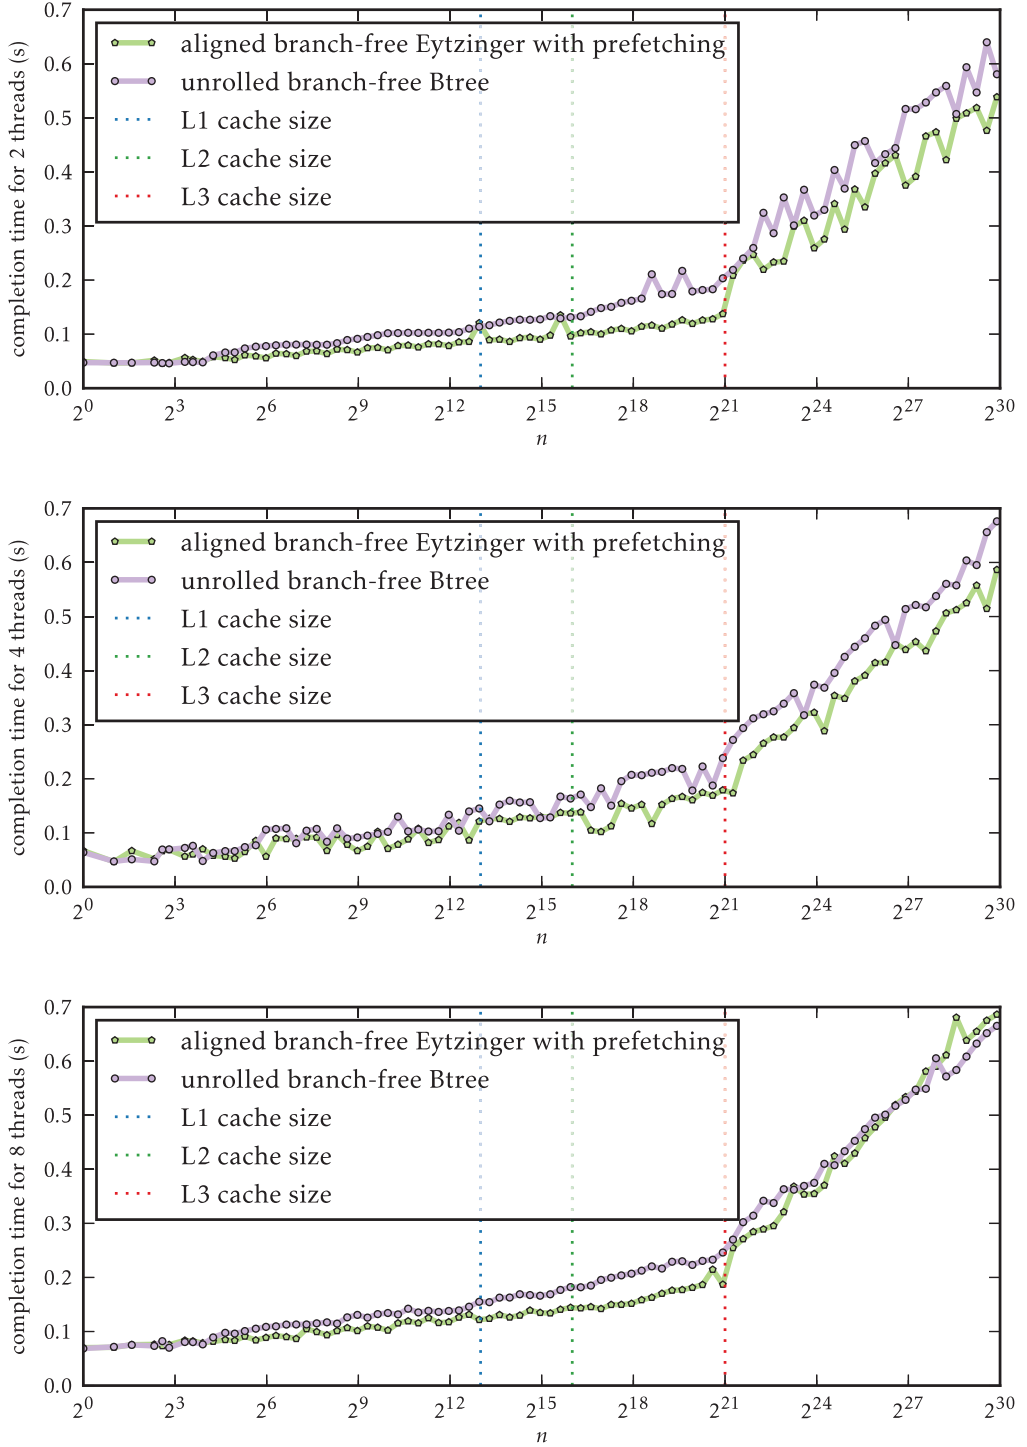 0.7
0.6
0.5
0.4
0.3
0.2
0.1
0.0
completion time for 2 threads (s)
aligned branch-free Eytzinger with prefetching
unrolled branch-free Btree
L1 cache size
L2 cache size
L3 cache size
2^0 2^3 2^6 2^9 2^12 2^15 2^18 2^21 2^24 2^27 2^30
n
0.7
0.6
0.5
0.4
0.3
0.2
0.1
0.0
completion time for 4 threads (s)
aligned branch-free Eytzinger with prefetching
unrolled branch-free Btree
L1 cache size
L2 cache size
L3 cache size
2^0 2^3 2^6 2^9 2^12 2^15 2^18 2^21 2^24 2^27 2^30
n
0.7
0.6
0.5
0.4
0.3
0.2
0.1
0.0
completion time for 8 threads (s)
aligned branch-free Eytzinger with prefetching
unrolled branch-free Btree
L1 cache size
L2 cache size
L3 cache size
2^0 2^3 2^6 2^9 2^12 2^15 2^18 2^21 2^24 2^27 2^30
n